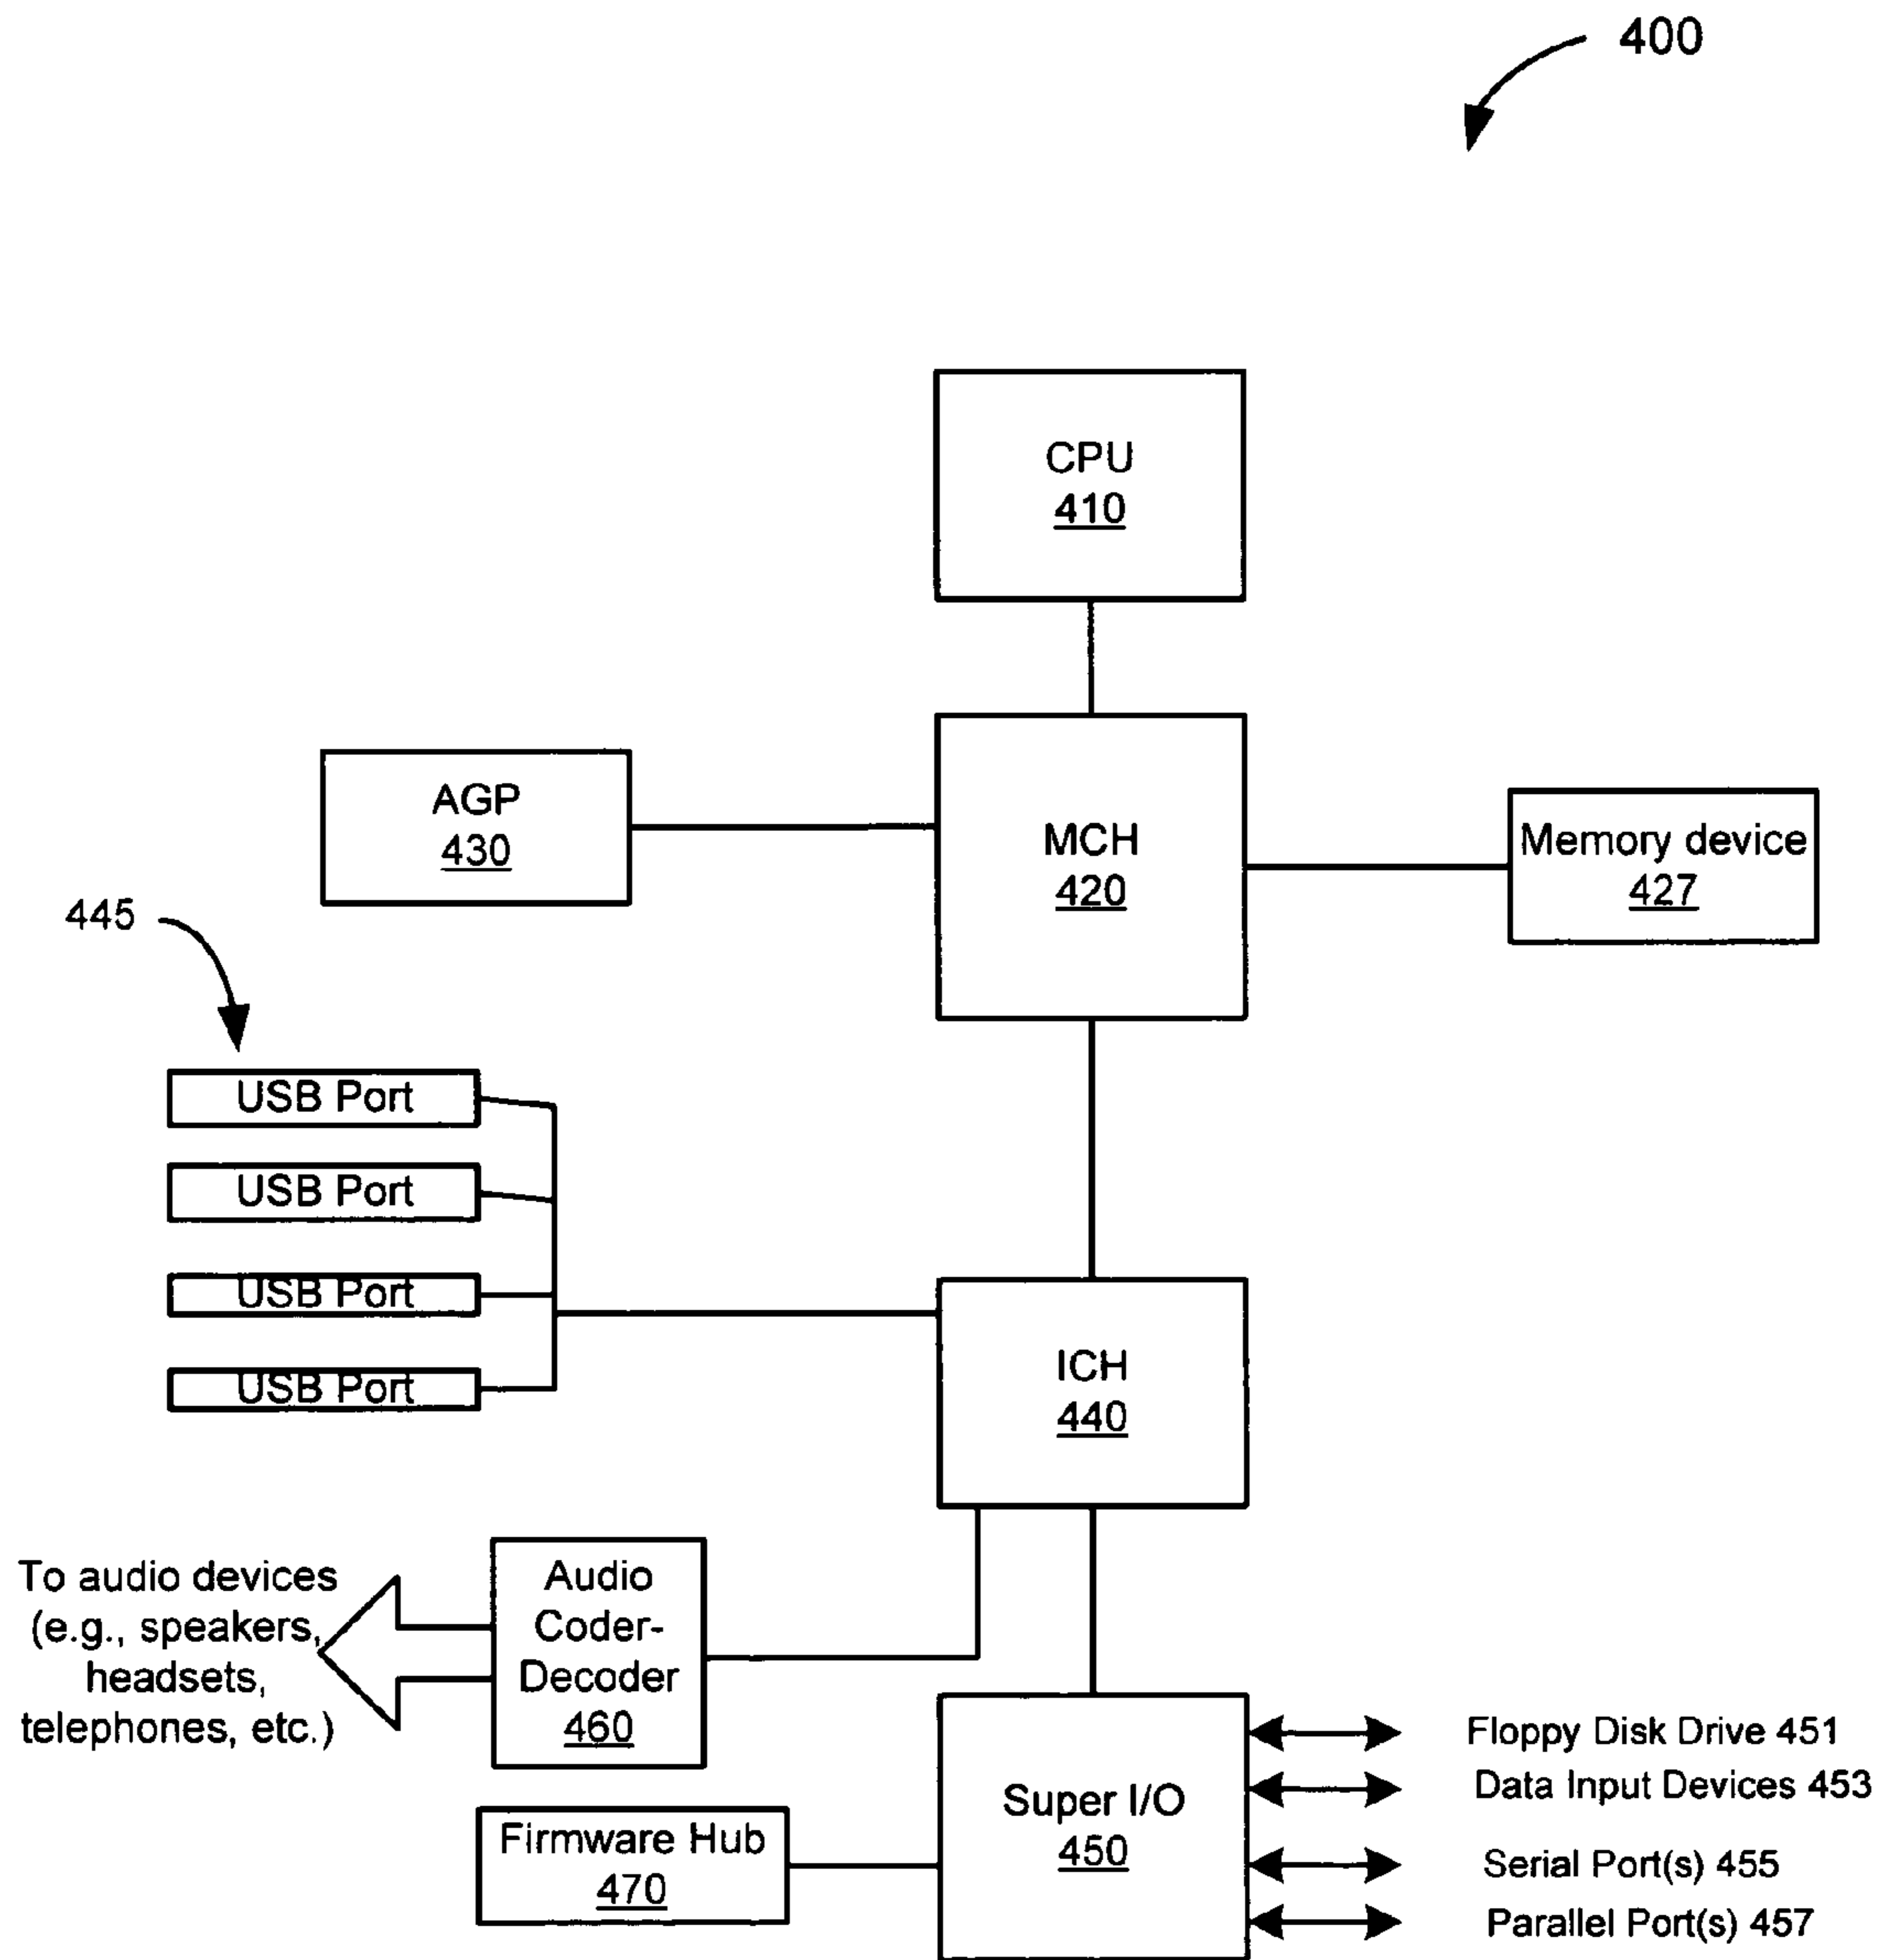 400
CPU
410
AGP
430
MCH
420
Memory device
427
445
USB Port
USB Port
USB Port
USB Port
ICH
440
To audio devices
(e.g., speakers,
headsets,
telephones, etc.)
Audio
Coder-
Decoder
460
Super I/O
450
Floppy Disk Drive 451
Data Input Devices 453
Serial Port(s) 455
Parallel Port(s) 457
Firmware Hub
470